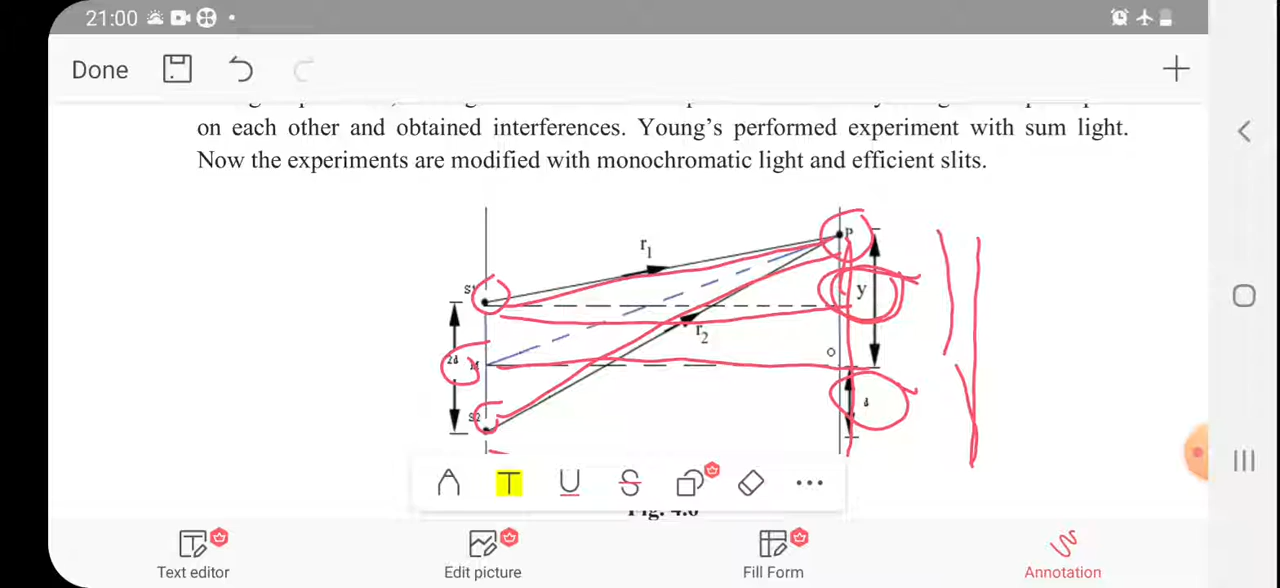 21:00
Done
on each other and obtained interferences. Young's performed experiment with sum light.
Now the experiments are modified with monochromatic light and efficient slits.
P
r1
S1
y
r2
2d
M
O
S2
d
T
U
S
Text editor
Edit picture
Fill Form
Annotation